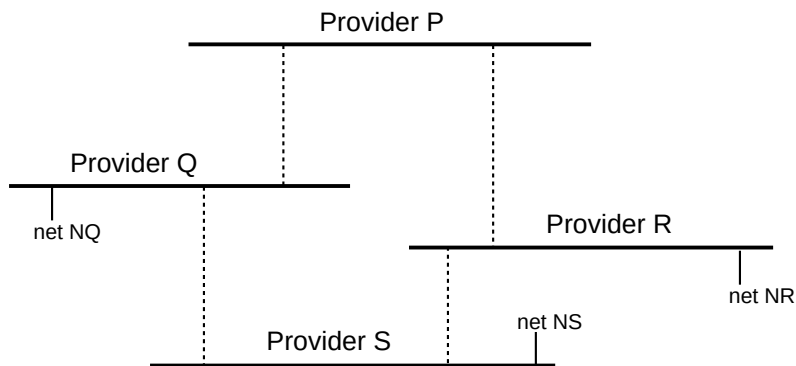 Provider P
Provider Q
net NQ
Provider R
net NR
net NS
Provider S